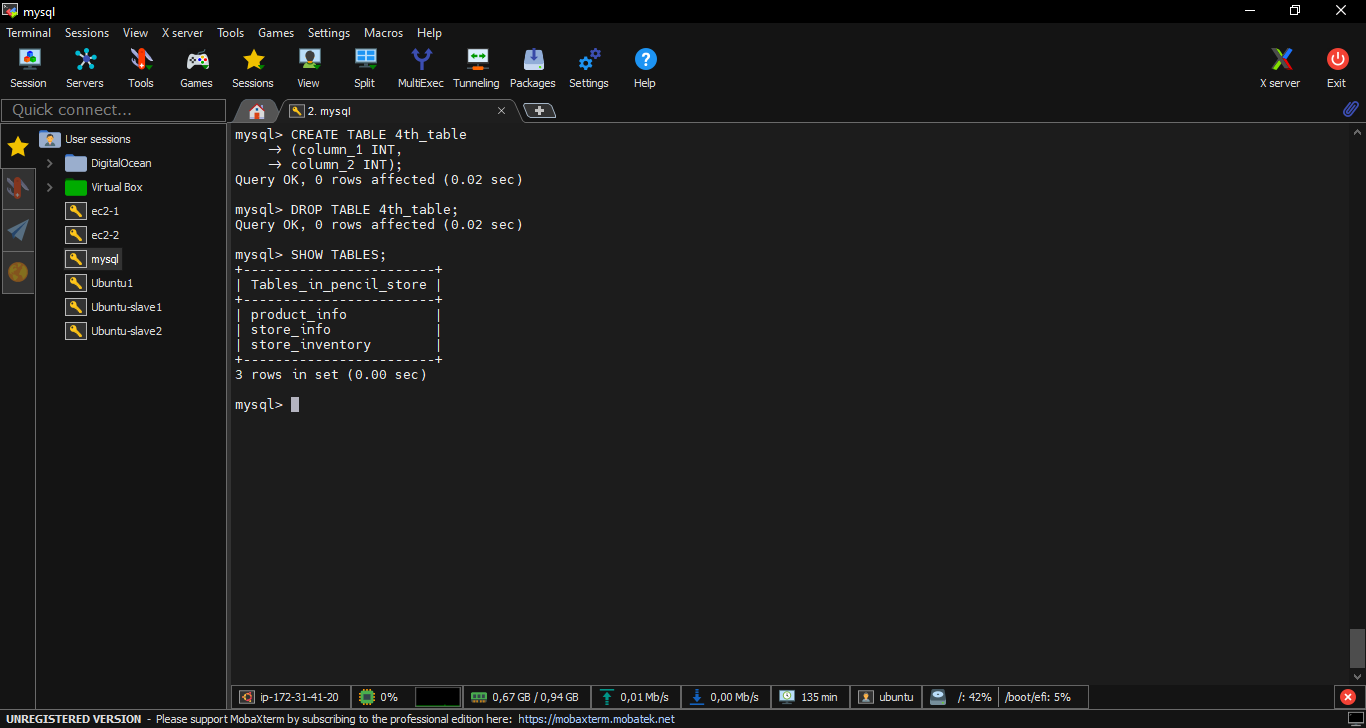 mysql
Terminal Sessions View X server Tools Games Settings Macros Help
Session Servers Tools Games Sessions View Split MultiExec Tunneling Packages Settings Help X server Exit
Quick connect...
2. mysql
User sessions
DigitalOcean
Virtual Box
ec2-1
ec2-2
mysql
Ubuntu1
Ubuntu-slave1
Ubuntu-slave2
mysql> CREATE TABLE 4th_table
    -> (column_1 INT,
    -> column_2 INT);
Query OK, 0 rows affected (0.02 sec)
mysql> DROP TABLE 4th_table;
Query OK, 0 rows affected (0.02 sec)
mysql> SHOW TABLES;
+------------------------+
| Tables_in_pencil_store |
+------------------------+
| product_info           |
| store_info             |
| store_inventory        |
+------------------------+
3 rows in set (0.00 sec)
mysql>
ip-172-31-41-20 0% 0,67 GB / 0,94 GB 0,01 Mb/s 0,00 Mb/s 135 min ubuntu /: 42% /boot/efi: 5%
UNREGISTERED VERSION - Please support MobaXterm by subscribing to the professional edition here: https://mobaxterm.mobatek.net